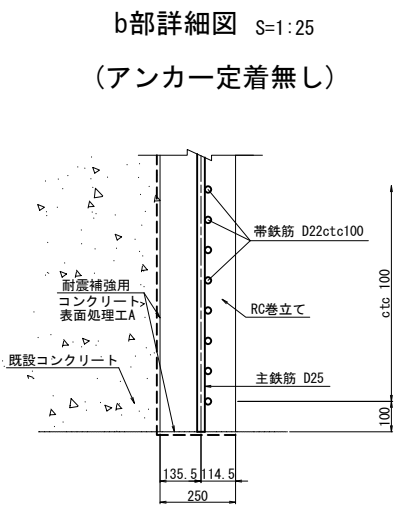 b部詳細図 S=1:25
(アンカー定着無し)
帯鉄筋 D22ctc100
耐震補強用
コンクリート
表面処理工A
RC巻立て
ctc 100
既設コンクリート
主鉄筋 D25
100
135.5 114.5
250